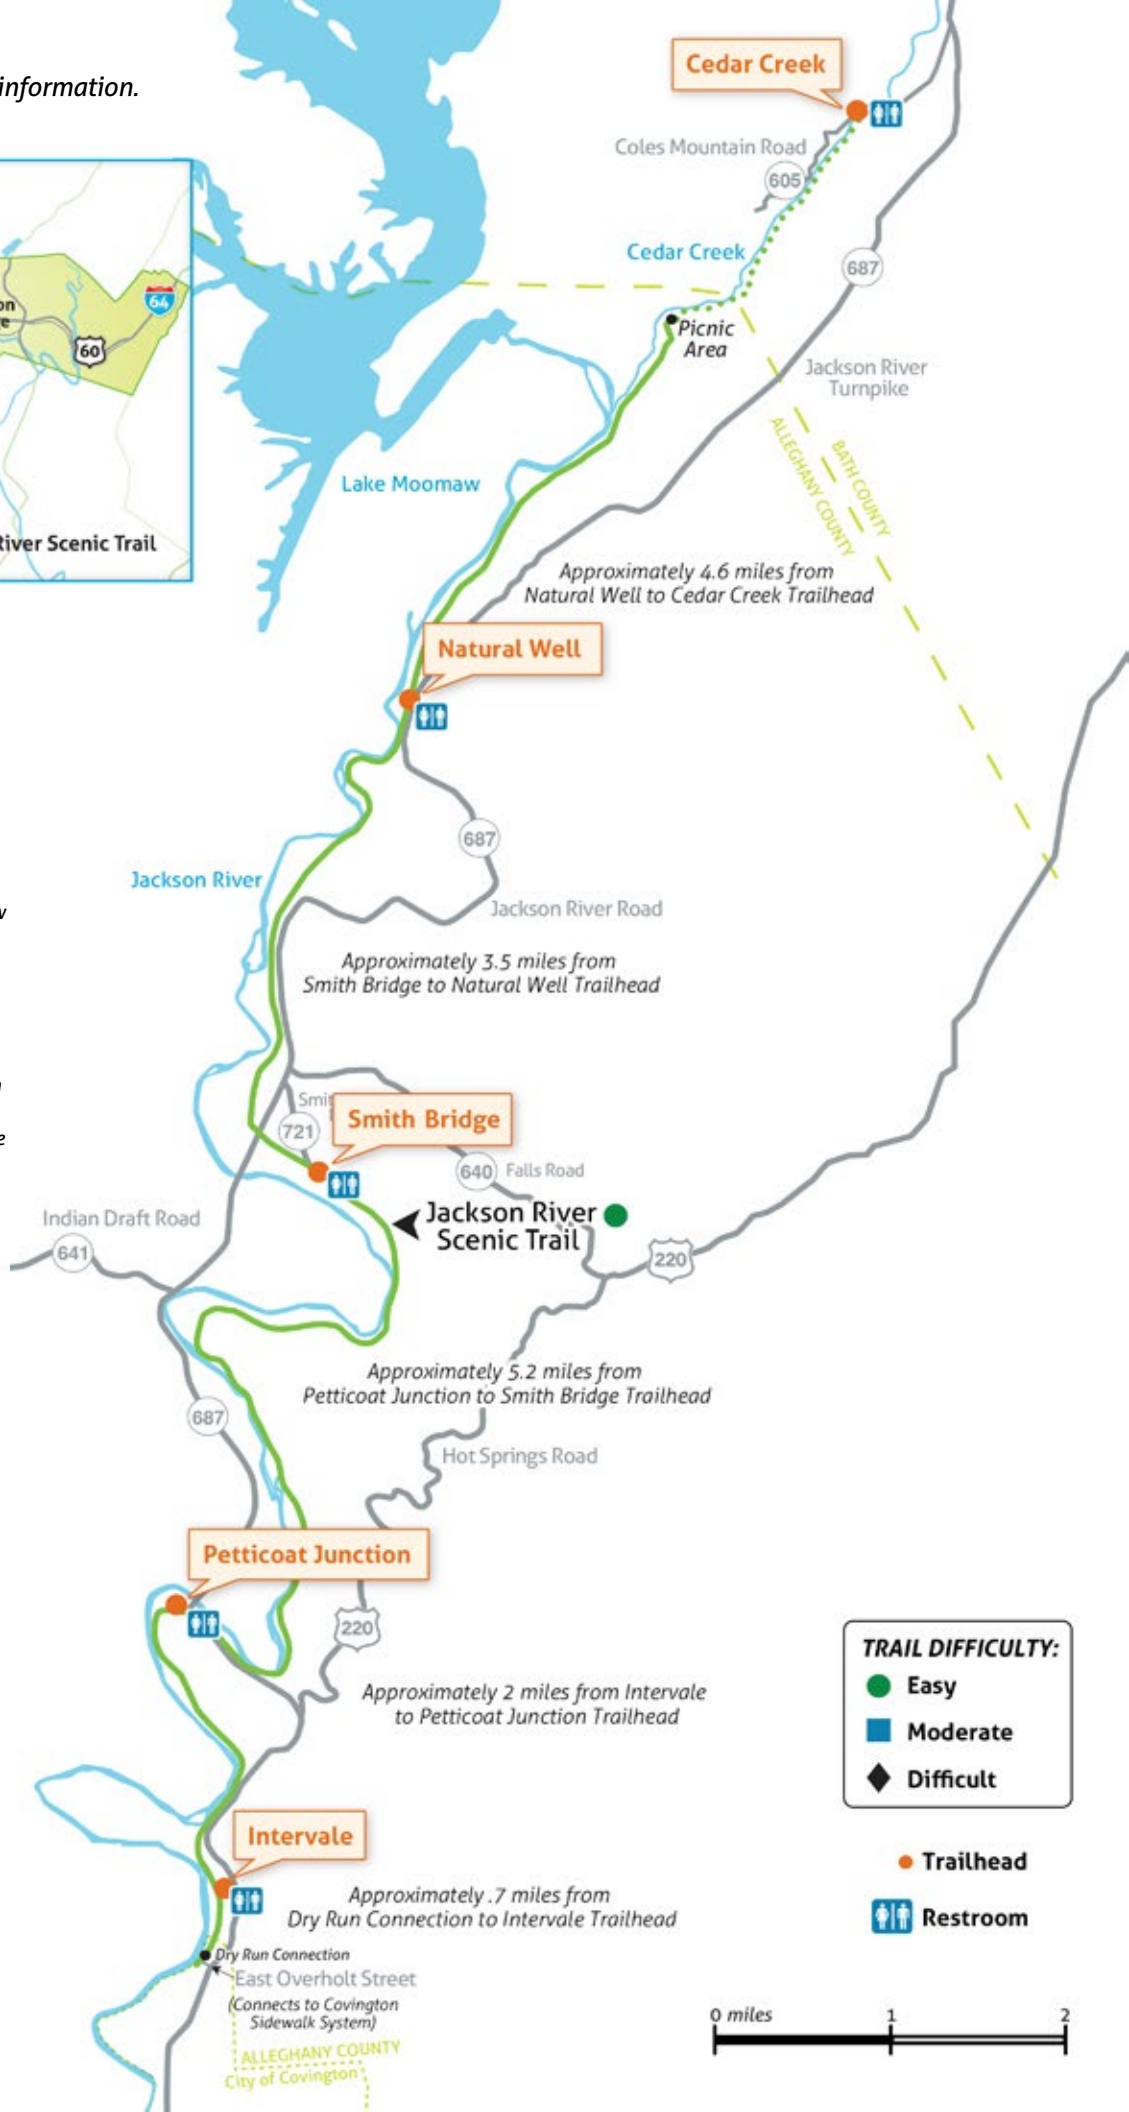 information.
Cedar Creek
Coles Mountain Road
605
Cedar Creek
687
64
on
e
60
Picnic
Area
Jackson River
Turnpike
ALLEGHANY COUNTY
BATH COUNTY
Lake Moomaw
River Scenic Trail
Approximately 4.6 miles from
Natural Well to Cedar Creek Trailhead
Natural Well
687
Jackson River
Jackson River Road
Approximately 3.5 miles from
Smith Bridge to Natural Well Trailhead
Smi
Smith Bridge
721
640
Falls Road
Jackson River
Scenic Trail
Indian Draft Road
641
220
Approximately 5.2 miles from
Petticoat Junction to Smith Bridge Trailhead
687
Hot Springs Road
Petticoat Junction
220
Approximately 2 miles from Intervale
to Petticoat Junction Trailhead
TRAIL DIFFICULTY:
Easy
Moderate
Difficult
Intervale
Trailhead
Approximately .7 miles from
Dry Run Connection to Intervale Trailhead
Restroom
Dry Run Connection
East Overholt Street
(Connects to Covington
Sidewalk System)
0 miles 1 2
ALLEGHANY COUNTY
City of Covington